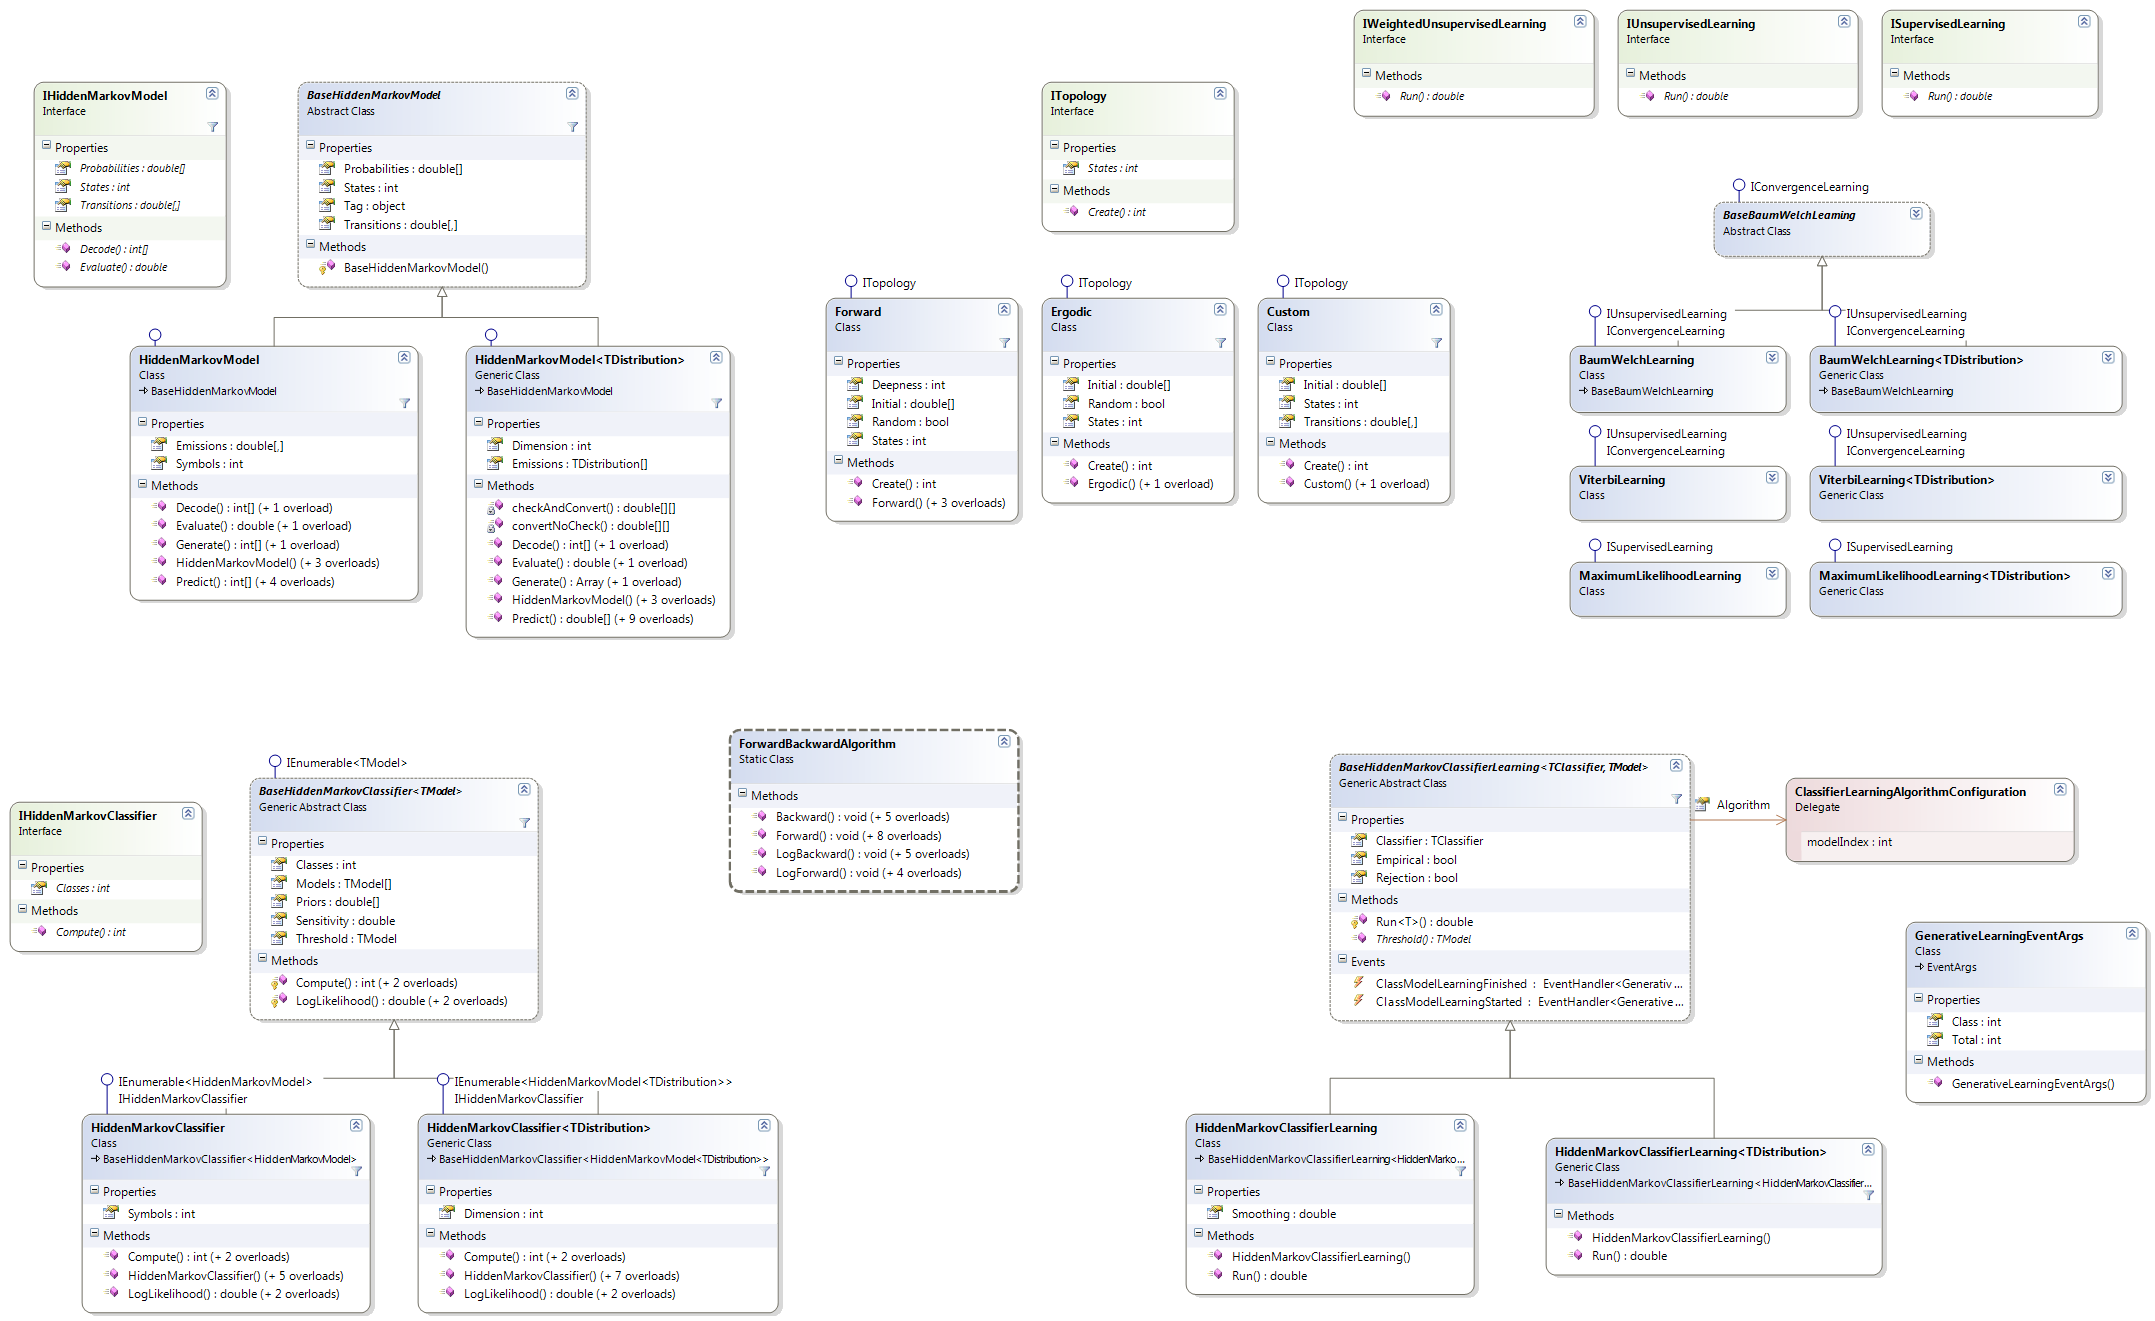 IWeightedUnsupervisedLearning
Interface
Methods
Run() : double
IUnsupervisedLearning
Interface
Methods
Run() : double
ISupervisedLearning
Interface
Methods
Run() : double
IHiddenMarkovModel
Interface
Properties
Probabilities : double[]
States : int
Transitions : double[,]
Methods
Decode() : int[]
Evaluate() : double
BaseHiddenMarkovModel
Abstract Class
Properties
Probabilities : double[]
States : int
Tag : object
Transitions : double[,]
Methods
BaseHiddenMarkovModel()
ITopology
Interface
Properties
States : int
Methods
Create() : int
IConvergenceLearning
BaseBaumWelchLearning
Abstract Class
HiddenMarkovModel
Class
BaseHiddenMarkovModel
Properties
Emissions : double[,]
Symbols : int
Methods
Decode() : int[] (+ 1 overload)
Evaluate() : double (+ 1 overload)
Generate() : int[] (+ 1 overload)
HiddenMarkovModel() (+ 3 overloads)
Predict() : int[] (+ 4 overloads)
HiddenMarkovModel<TDistribution>
Generic Class
BaseHiddenMarkovModel
Properties
Dimension : int
Emissions : TDistribution[]
Methods
checkAndConvert() : double[][]
convertNoCheck() : double[][]
Decode() : int[] (+ 1 overload)
Evaluate() : double (+ 1 overload)
Generate() : Array (+ 1 overload)
HiddenMarkovModel() (+ 3 overloads)
Predict() : double[] (+ 9 overloads)
ITopology
Forward
Class
Properties
Deepness : int
Initial : double[]
Random : bool
States : int
Methods
Create() : int
Forward() (+ 3 overloads)
ITopology
Ergodic
Class
Properties
Initial : double[]
Random : bool
States : int
Methods
Create() : int
Ergodic() (+ 1 overload)
ITopology
Custom
Class
Properties
Initial : double[]
States : int
Transitions : double[,]
Methods
Create() : int
Custom() (+ 1 overload)
IUnsupervisedLearning
IConvergenceLearning
BaumWelchLearning
Class
BaseBaumWelchLearning
IUnsupervisedLearning
IConvergenceLearning
BaumWelchLearning<TDistribution>
Generic Class
BaseBaumWelchLearning
IUnsupervisedLearning
IConvergenceLearning
ViterbiLearning
Class
IUnsupervisedLearning
IConvergenceLearning
ViterbiLearning<TDistribution>
Generic Class
ISupervisedLearning
MaximumLikelihoodLearning
Class
ISupervisedLearning
MaximumLikelihoodLearning<TDistribution>
Generic Class
IHiddenMarkovClassifier
Interface
Properties
Classes : int
Methods
Compute() : int
IEnumerable<TModel>
BaseHiddenMarkovClassifier<TModel>
Generic Abstract Class
Properties
Classes : int
Models : TModel[]
Priors : double[]
Sensitivity : double
Threshold : TModel
Methods
Compute() : int (+ 2 overloads)
LogLikelihood() : double (+ 2 overloads)
ForwardBackwardAlgorithm
Static Class
Methods
Backward() : void (+ 5 overloads)
Forward() : void (+ 8 overloads)
LogBackward() : void (+ 5 overloads)
LogForward() : void (+ 4 overloads)
BaseHiddenMarkovClassifierLearning<TClassifier, TModel>
Generic Abstract Class
Properties
Classifier : TClassifier
Empirical : bool
Rejection : bool
Methods
Run<T>() : double
Threshold() : TModel
Events
ClassModelLearningFinished : EventHandler<Generativ...
ClassModelLearningStarted : EventHandler<Generative...
Algorithm
ClassifierLearningAlgorithmConfiguration
Delegate
modelIndex : int
GenerativeLearningEventArgs
Class
EventArgs
Properties
Class : int
Total : int
Methods
GenerativeLearningEventArgs()
IEnumerable<HiddenMarkovModel>
IHiddenMarkovClassifier
HiddenMarkovClassifier
Class
BaseHiddenMarkovClassifier<HiddenMarkovModel>
Properties
Symbols : int
Methods
Compute() : int (+ 2 overloads)
HiddenMarkovClassifier() (+ 5 overloads)
LogLikelihood() : double (+ 2 overloads)
IEnumerable<HiddenMarkovModel<TDistribution>>
IHiddenMarkovClassifier
HiddenMarkovClassifier<TDistribution>
Generic Class
BaseHiddenMarkovClassifier<HiddenMarkovModel<TDistribution>>
Properties
Dimension : int
Methods
Compute() : int (+ 2 overloads)
HiddenMarkovClassifier() (+ 7 overloads)
LogLikelihood() : double (+ 2 overloads)
HiddenMarkovClassifierLearning
Class
BaseHiddenMarkovClassifierLearning<HiddenMarko...
Properties
Smoothing : double
Methods
HiddenMarkovClassifierLearning()
Run() : double
HiddenMarkovClassifierLearning<TDistribution>
Generic Class
BaseHiddenMarkovClassifierLearning<HiddenMarkovClassifier...
Methods
HiddenMarkovClassifierLearning()
Run() : double